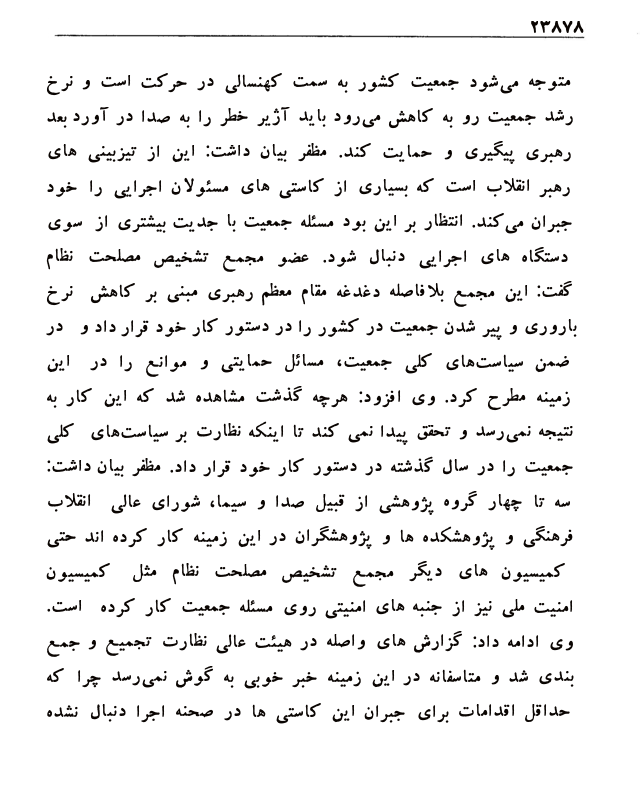 ۲۳۸۷۸
متوجه می‌شود جمعیت کشور به سمت کهنسالی در حرکت است و نرخ
رشد جمعیت رو به کاهش می‌رود باید آژیر خطر را به صدا در آورد بعد
رهبری پیگیری و حمایت کند. مظفر بیان داشت: این از تیزبینی های
رهبر انقلاب است که بسیاری از کاستی های مسئولان اجرایی را خود
جبران می‌کند. انتظار بر این بود مسئله جمعیت با جدیت بیشتری از سوی
دستگاه های اجرایی دنبال شود. عضو مجمع تشخیص مصلحت نظام
گفت: این مجمع بلافاصله دغدغه مقام معظم رهبری مبنی بر کاهش نرخ
باروری و پیر شدن جمعیت در کشور را در دستور کار خود قرار داد و در
ضمن سیاست‌های کلی جمعیت، مسائل حمایتی و موانع را در این
زمینه مطرح کرد. وی افزود: هرچه گذشت مشاهده شد که این کار به
نتیجه نمی‌رسد و تحقق پیدا نمی کند تا اینکه نظارت بر سیاست‌های کلی
جمعیت را در سال گذشته در دستور کار خود قرار داد. مظفر بیان داشت:
سه تا چهار گروه پژوهشی از قبیل صدا و سیما، شورای عالی انقلاب
فرهنگی و پژوهشکده ها و پژوهشگران در این زمینه کار کرده اند حتی
کمیسیون های دیگر مجمع تشخیص مصلحت نظام مثل کمیسیون
امنیت ملی نیز از جنبه های امنیتی روی مسئله جمعیت کار کرده است.
وی ادامه داد: گزارش های واصله در هیئت عالی نظارت تجمیع و جمع
بندی شد و متاسفانه در این زمینه خبر خوبی به گوش نمی‌رسد چرا که
حداقل اقدامات برای جبران این کاستی ها در صحنه اجرا دنبال نشده